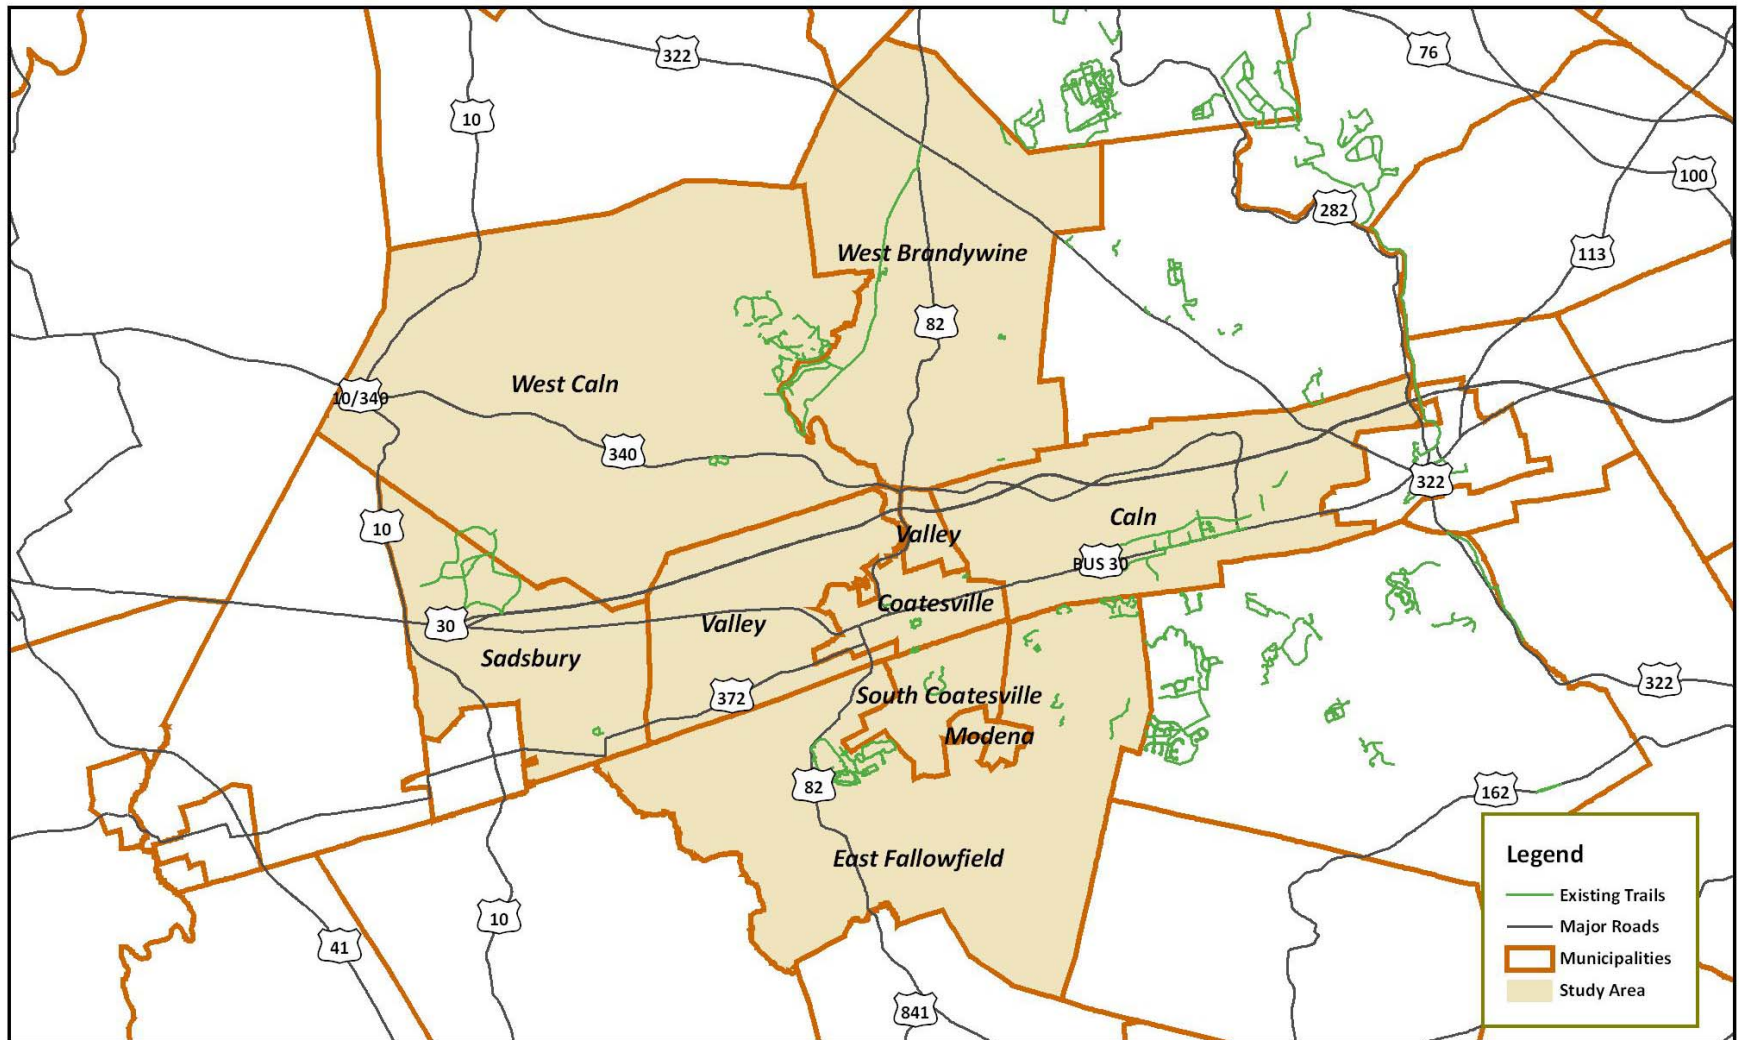 322
76
10
100
282
113
West Brandywine
82
West Caln
10/340
340
322
10
Caln
Valley
BUS 30
Coatesville
30
Valley
Sadsbury
322
372
South Coatesville
Modena
82
162
East Fallowfield
10
41
841
Legend
Existing Trails
Major Roads
Municipalities
Study Area